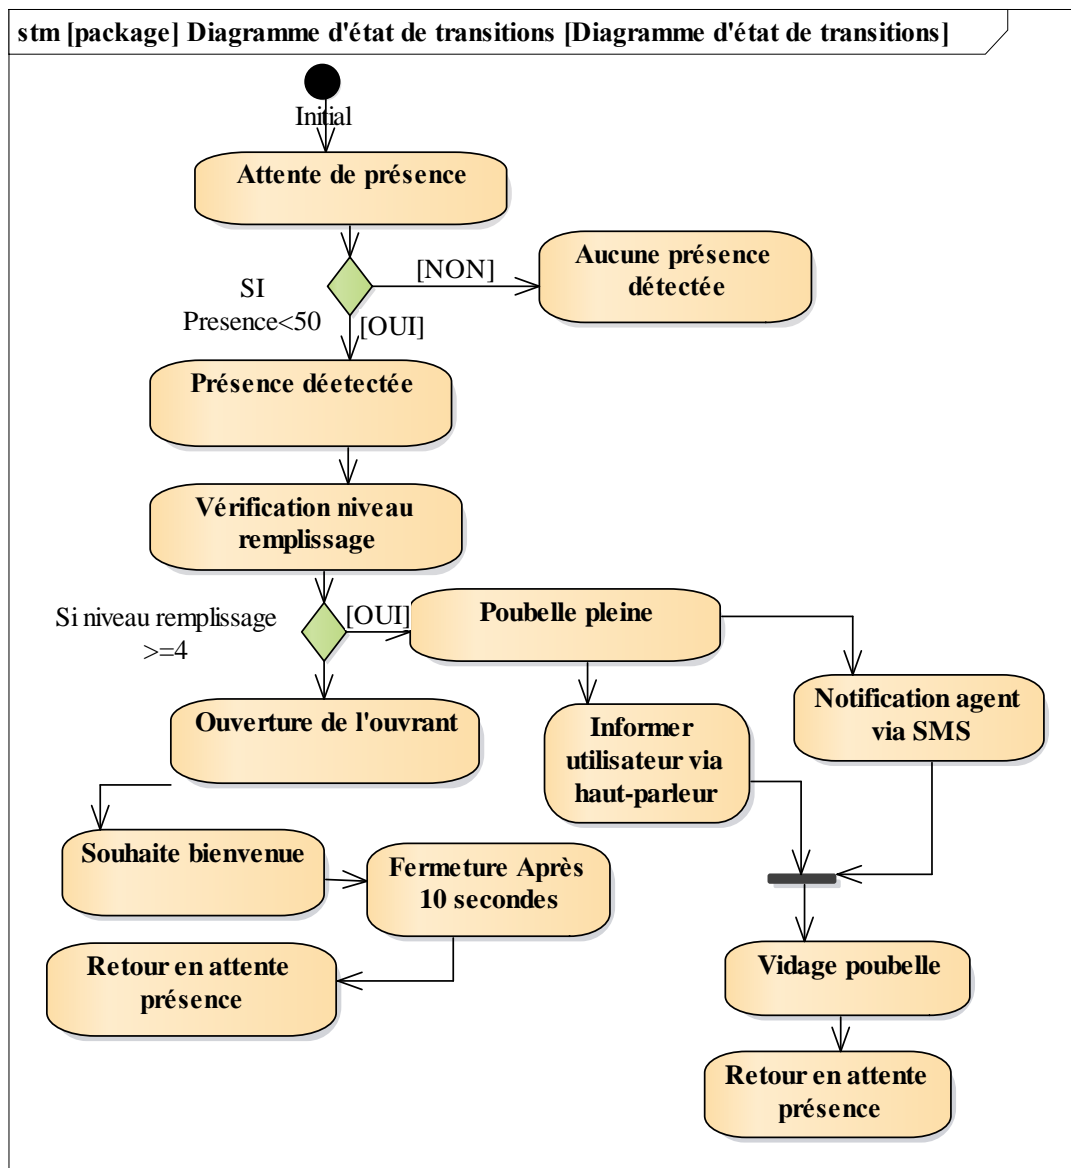 stm [package] Diagramme d'état de transitions [Diagramme d'état de transitions]
Initial
Attente de présence
[NON]
Aucune présence
détectée
SI
Presence<50
[OUI]
Présence déetectée
Vérification niveau
remplissage
Si niveau remplissage
>=4
[OUI]
Poubelle pleine
Ouverture de l'ouvrant
Informer
utilisateur via
haut-parleur
Notification agent
via SMS
Souhaite bienvenue
Fermeture Après
10 secondes
Retour en attente
présence
Vidage poubelle
Retour en attente
présence